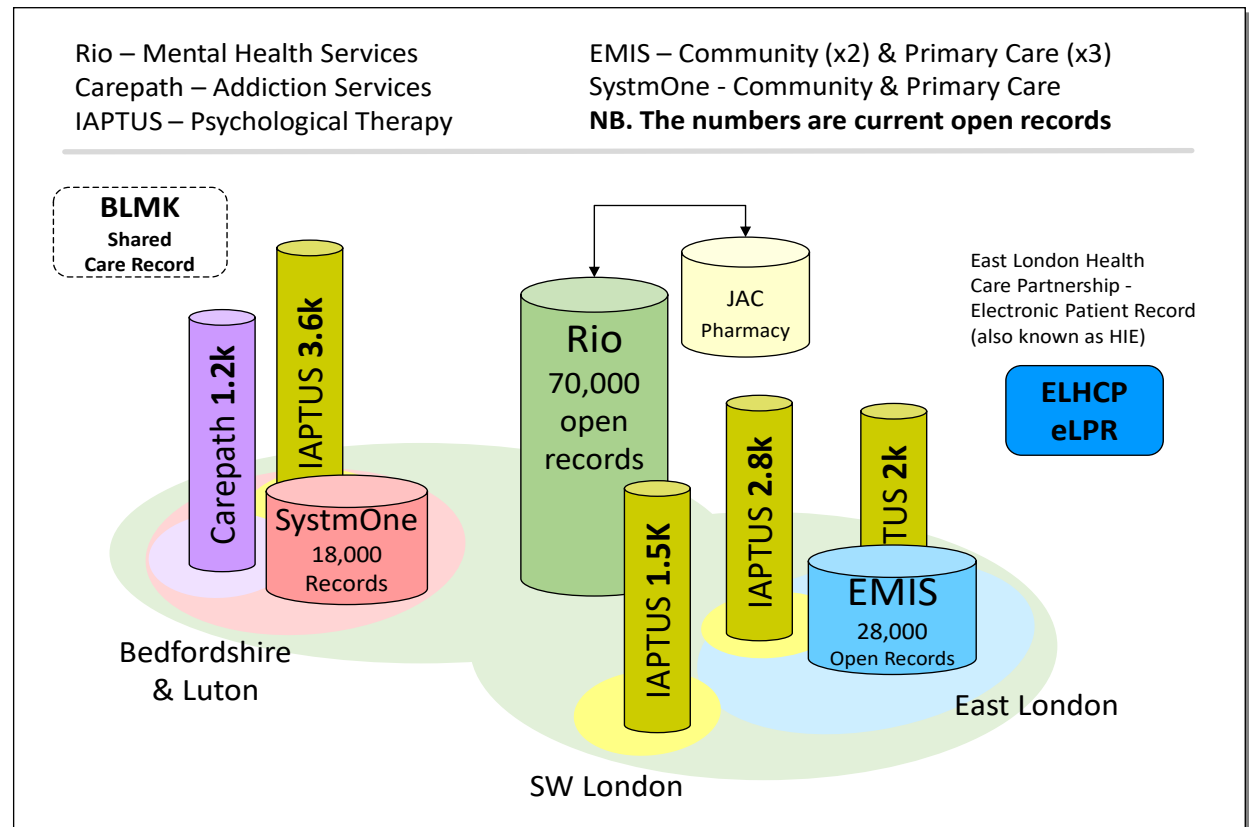 Rio – Mental Health Services
Carepath – Addiction Services
IAPTUS – Psychological Therapy
EMIS – Community (x2) & Primary Care (x3)
SystmOne - Community & Primary Care
NB. The numbers are current open records
BLMK
Shared
Care Record
Carepath 1.2k
IAPTUS 3.6k
SystmOne
18,000
Records
Bedfordshire
& Luton
Rio
70,000
open
records
JAC
Pharmacy
IAPTUS 1.5K
SW London
IAPTUS 2.8k
TUS 2k
EMIS
28,000
Open Records
East London
East London Health
Care Partnership -
Electronic Patient Record
(also known as HIE)
ELHCP
eLPR